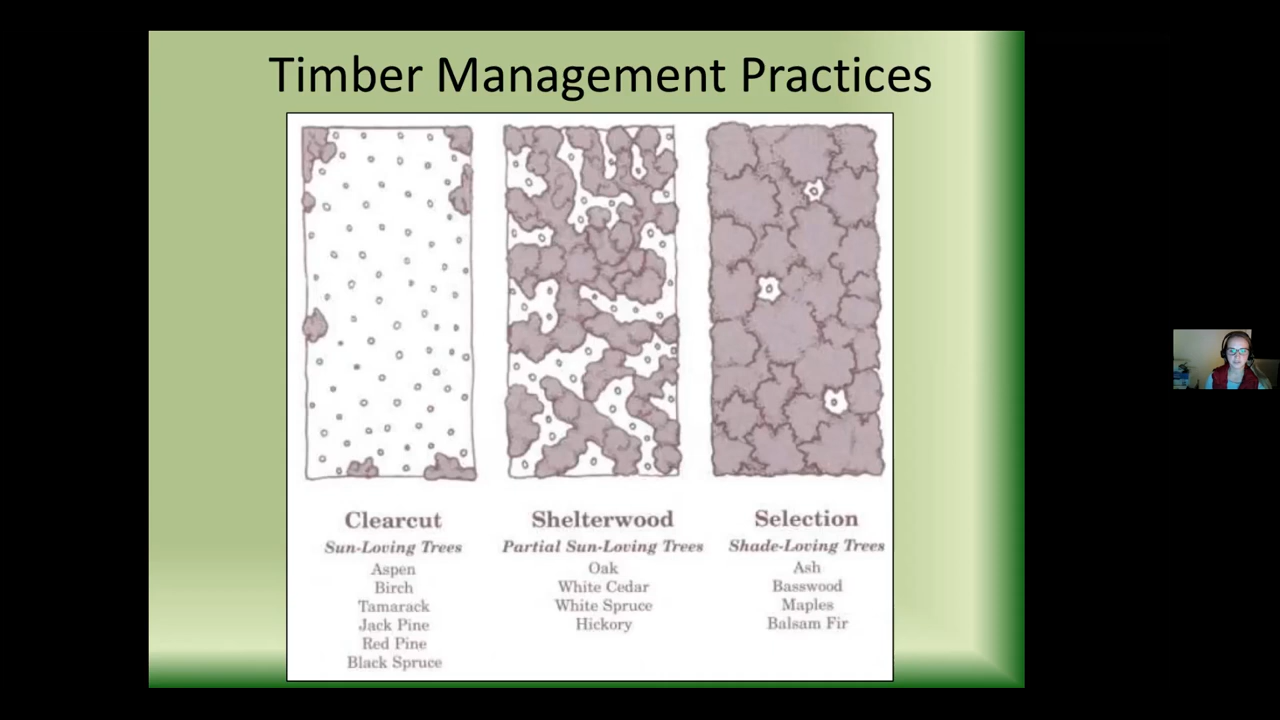 Timber Management Practices
Clearcut
Sun-Loving Trees
Aspen
Birch
Tamarack
Jack Pine
Red Pine
Black Spruce
Shelterwood
Partial Sun-Loving Trees
Oak
White Cedar
White Spruce
Hickory
Selection
Shade-Loving Trees
Ash
Basswood
Maples
Balsam Fir